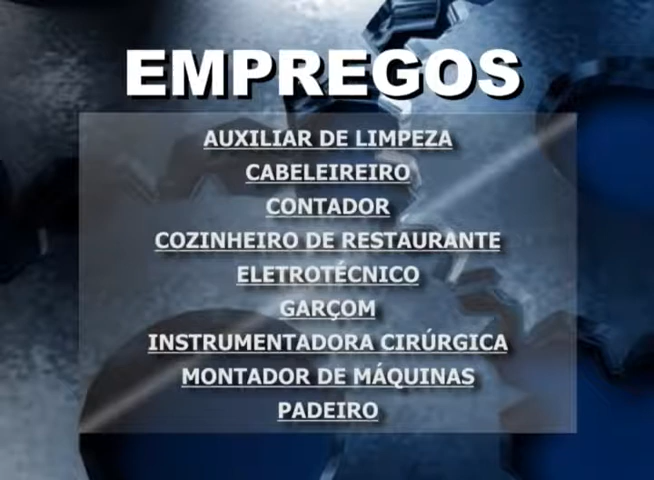 EMPREGOS
AUXILIAR DE LIMPEZA
CABELEIREIRO
CONTADOR
COZINHEIRO DE RESTAURANTE
ELETROTÉCNICO
GARÇOM
INSTRUMENTADORA CIRÚRGICA
MONTADOR DE MÁQUINAS
PADEIRO